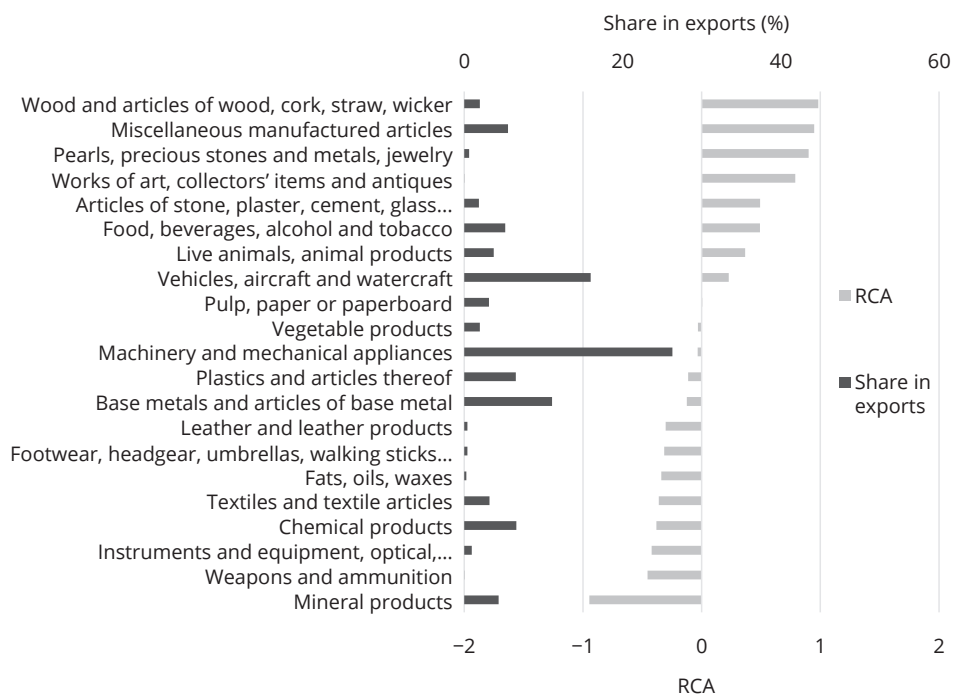 Share in exports (%)
0 20 40 60
Wood and articles of wood, cork, straw, wicker
Miscellaneous manufactured articles
Pearls, precious stones and metals, jewelry
Works of art, collectors’ items and antiques
Articles of stone, plaster, cement, glass...
Food, beverages, alcohol and tobacco
Live animals, animal products
Vehicles, aircraft and watercraft
Pulp, paper or paperboard
Vegetable products
Machinery and mechanical appliances
Plastics and articles thereof
Base metals and articles of base metal
Leather and leather products
Footwear, headgear, umbrellas, walking sticks...
Fats, oils, waxes
Textiles and textile articles
Chemical products
Instruments and equipment, optical,...
Weapons and ammunition
Mineral products
RCA
Share in
exports
−2 −1 0 1 2
RCA